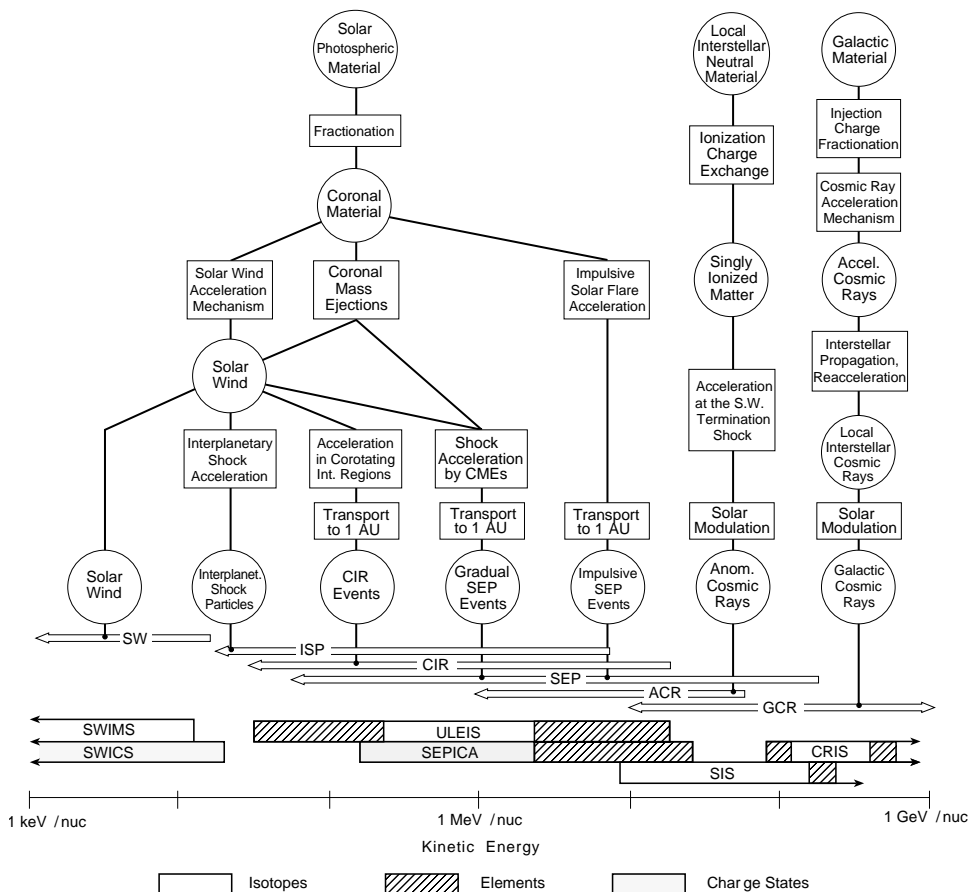 Solar
Photospheric
Material
Local
Interstellar
Neutral
Material
Galactic
Material
Fractionation
Ionization
Charge
Exchange
Injection
Charge
Fractionation
Coronal
Material
Cosmic Ray
Acceleration
Mechanism
Solar Wind
Acceleration
Mechanism
Coronal
Mass
Ejections
Impulsive
Solar Flare
Acceleration
Singly
Ionized
Matter
Accel.
Cosmic
Rays
Solar
Wind
Interstellar
Propagation,
Reacceleration
Acceleration
at the S.W.
Termination
Shock
Interplanetary
Shock
Acceleration
Acceleration
in Corotating
Int. Regions
Shock
Acceleration
by CMEs
Local
Interstellar
Cosmic
Rays
Transport
to 1 AU
Transport
to 1 AU
Transport
to 1 AU
Solar
Modulation
Solar
Modulation
Solar
Wind
Interplanet.
Shock
Particles
CIR
Events
Gradual
SEP
Events
Impulsive
SEP
Events
Anom.
Cosmic
Rays
Galactic
Cosmic
Rays
SW
ISP
CIR
SEP
ACR
GCR
SWIMS
ULEIS
SWICS
SEPICA
CRIS
SIS
1 keV / nuc
1 MeV / nuc
1 GeV / nuc
Kinetic Energy
Isotopes
Elements
Charge States